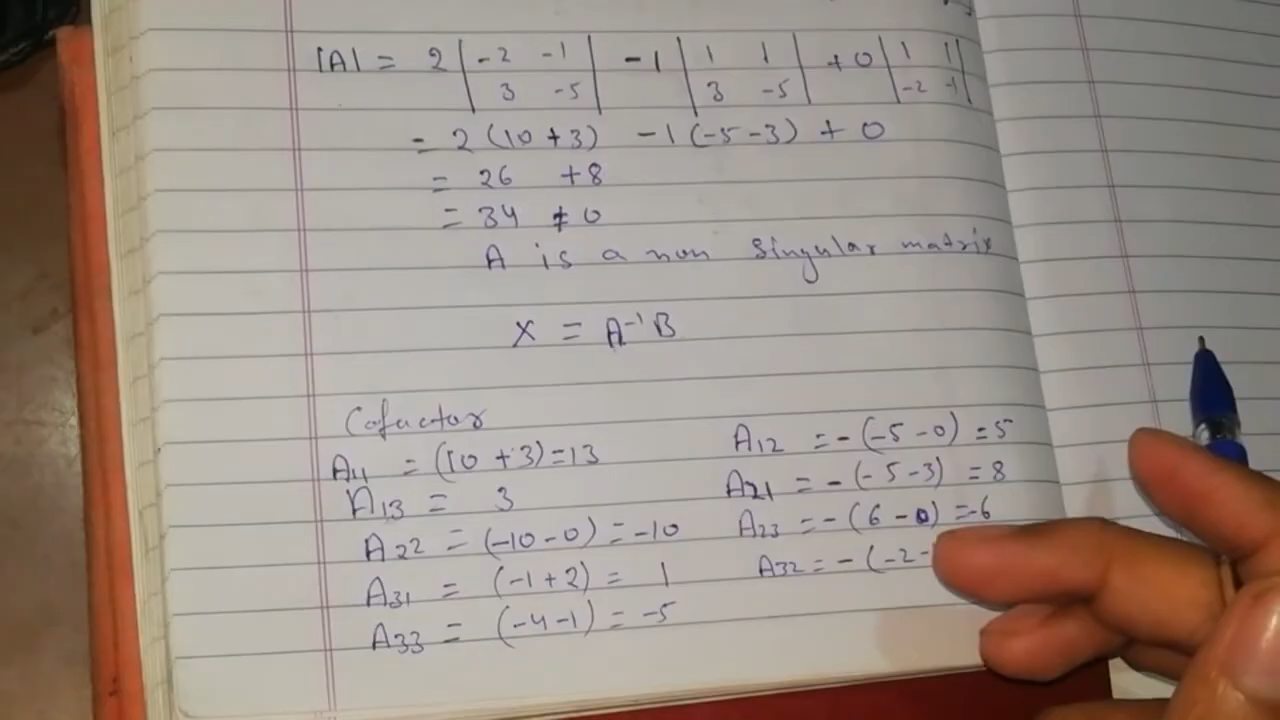 |A| = 2 | -2 -1 | -1 | 1 1 | +0 | 1 1 |
| 3 -5 | | 3 -5 | | -2 -1 |
= 2 (10+3) -1 (-5-3) + 0
= 26 +8
= 34 ≠ 0
A is a non singular matrix
X = A⁻¹B
Cofactor
A11 = (10 +3)=13 A12 = -(-5-0) =5
A13 = 3 A21 = -(-5-3) =8
A22 = (-10-0) = -10 A23 = -(6-0) =-6
A31 = (-1+2) = 1 A32 = -(-2-
A33 = (-4-1) = -5